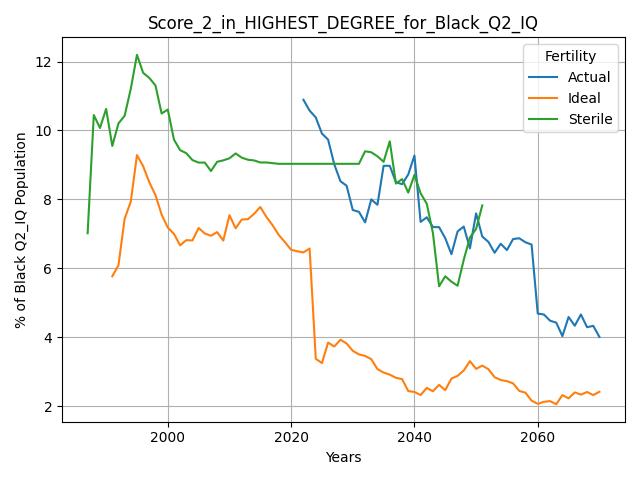 Score_2_in_HIGHEST_DEGREE_for_Black_Q2_IQ
% of Black Q2_IQ Population
12
10
8
6
4
2
Fertility
Actual
Ideal
Sterile
2000
2020
2040
2060
Years